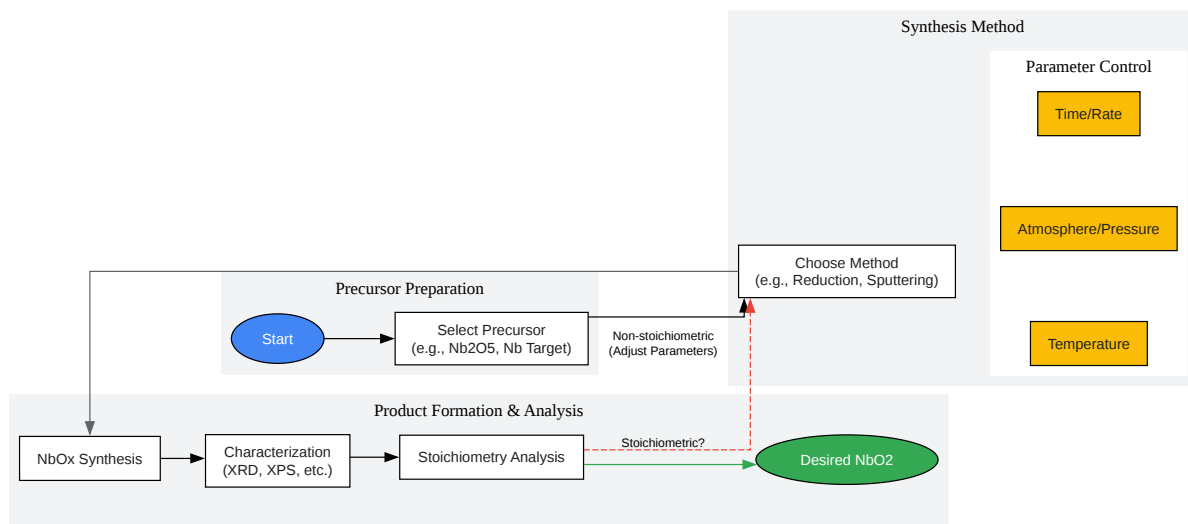 Synthesis Method
Parameter Control
Time/Rate
Atmosphere/Pressure
Choose Method
(e.g., Reduction, Sputtering)
Temperature
Precursor Preparation
Start
Select Precursor
(e.g., Nb2O5, Nb Target)
Non-stoichiometric
(Adjust Parameters)
Product Formation & Analysis
NbOx Synthesis
Characterization
(XRD, XPS, etc.)
Stoichiometry Analysis
Stoichiometric?
Desired NbO2